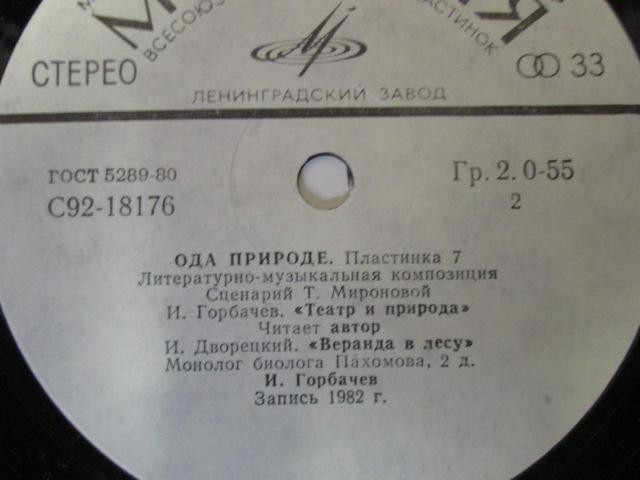 СТЕРЕО
33
ЛЕНИНГРАДСКИЙ ЗАВОД
ГОСТ 5289-80
Гр. 2. 0-55
С92-18176
2
ОДА ПРИРОДЕ. Пластинка 7
Литературно-музыкальная композиция
Сценарий Т. Мироновой
И. Горбачев. «Театр и природа»
Читает автор
И. Дворецкий. «Веранда в лесу»
Монолог биолога Пахомова, 2 д.
И. Горбачев
Запись 1982 г.